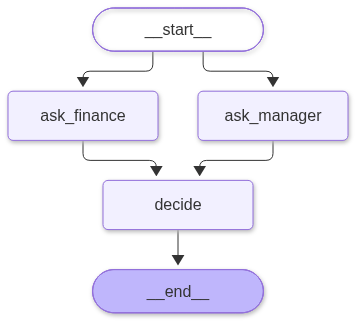 __start__
ask_finance
ask_manager
decide
__end__